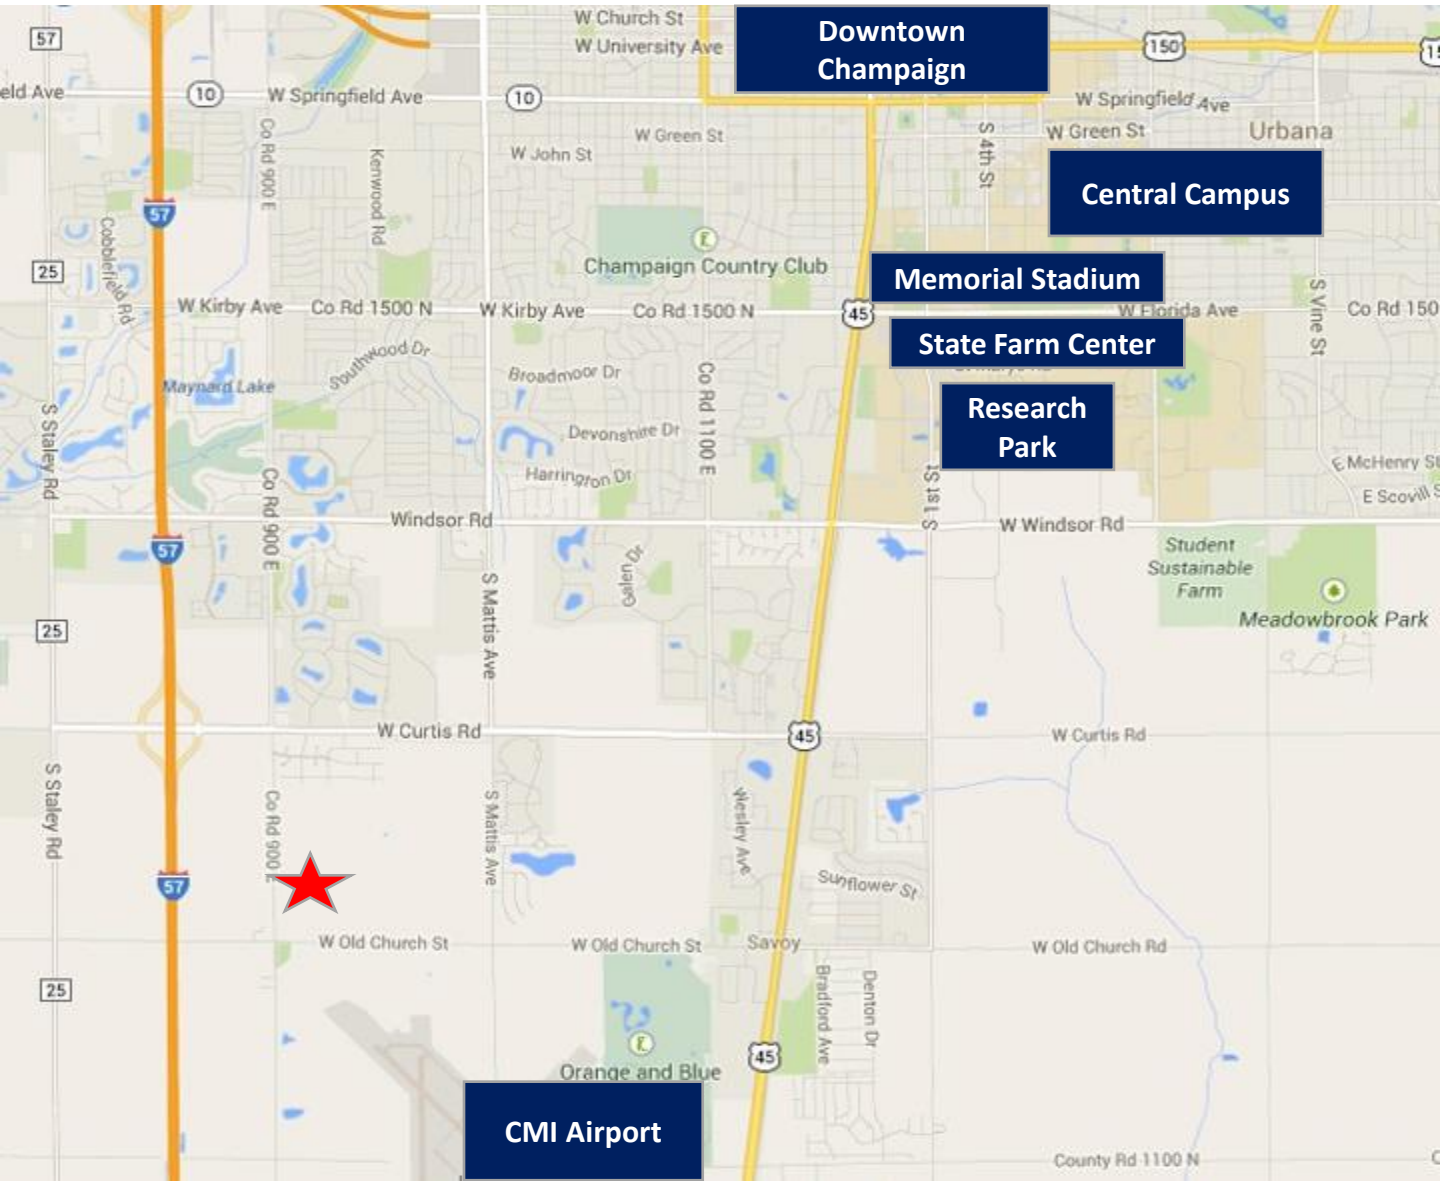 W Church St
Downtown
Champaign
57
W University Ave
150
eld Ave
10
W Springfield Ave
10
W Springfield Ave
W Green St
S 4th St
W Green St
Urbana
Co Rd 900 E
Kenwood Rd
W John St
Central Campus
57
Cobblefield Rd
25
Champaign Country Club
Memorial Stadium
W Kirby Ave
Co Rd 1500 N
W Kirby Ave
Co Rd 1500 N
45
W Florida Ave
S Vine St
Co Rd 150
State Farm Center
Southwood Dr
Maynard Lake
Broadmoor Dr
Co Rd 1100 E
Research
Park
S Staley Rd
Devonshire Dr
Harrington Dr
E McHenry St
E Scovill S
Co Rd 900 E
S 1st St
Windsor Rd
W Windsor Rd
57
Galen Dr
Student
Sustainable
Farm
S Mattis Ave
Meadowbrook Park
25
W Curtis Rd
45
W Curtis Rd
S Staley Rd
Co Rd 900 E
S Mattis Ave
Wesley Ave
57
Sunflower St
W Old Church St
W Old Church St
Savoy
W Old Church Rd
25
Bradford Ave
Denton Dr
45
Orange and Blue
CMI Airport
County Rd 1100 N